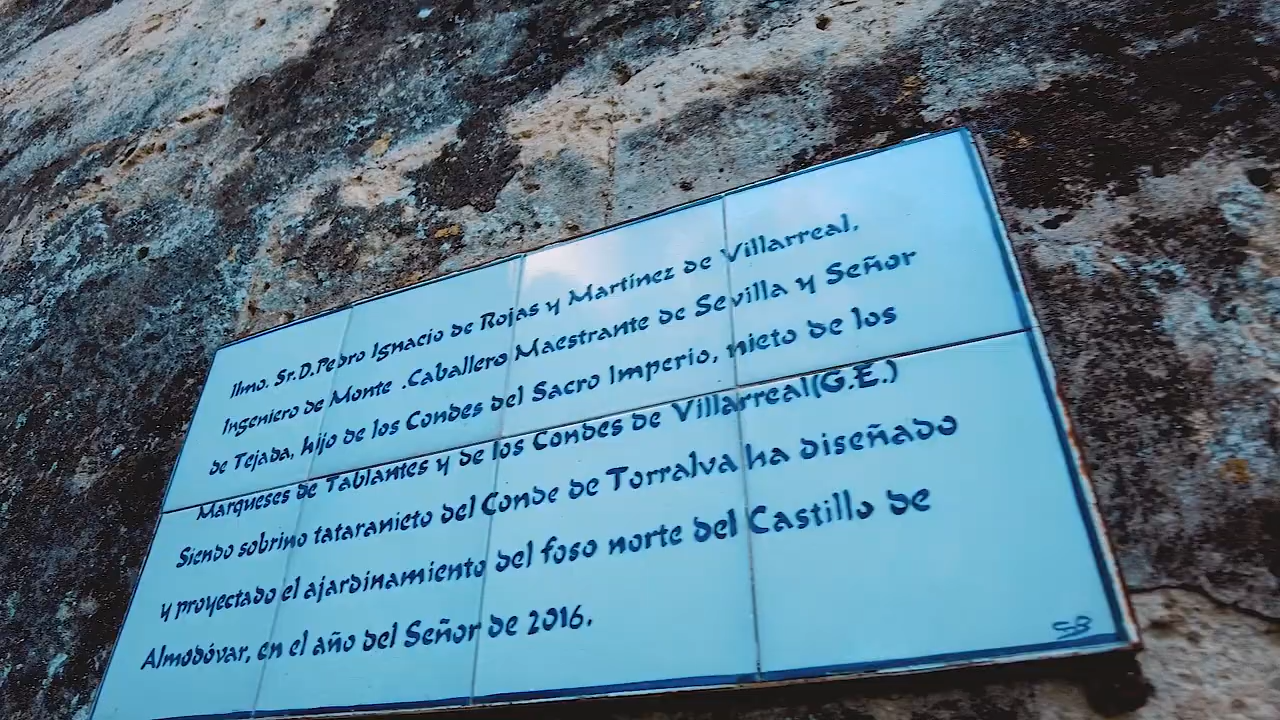 Ilmo. Sr.D.Pedro Ignacio de Rojas y Martinez de Villarreal,
Ingeniero de Monte .Caballero Maestrante de Sevilla y Señor
de Tejada, hijo de los Condes del Sacro Imperio, nieto de los
Marqueses de Tablantes y de los Condes de Villarreal(G.E.)
Siendo sobrino tataranieto del Conde de Torralva ha diseñado
y proyectado el ajardinamiento del foso norte del Castillo de
Almodóvar, en el año del Señor de 2016.
SB